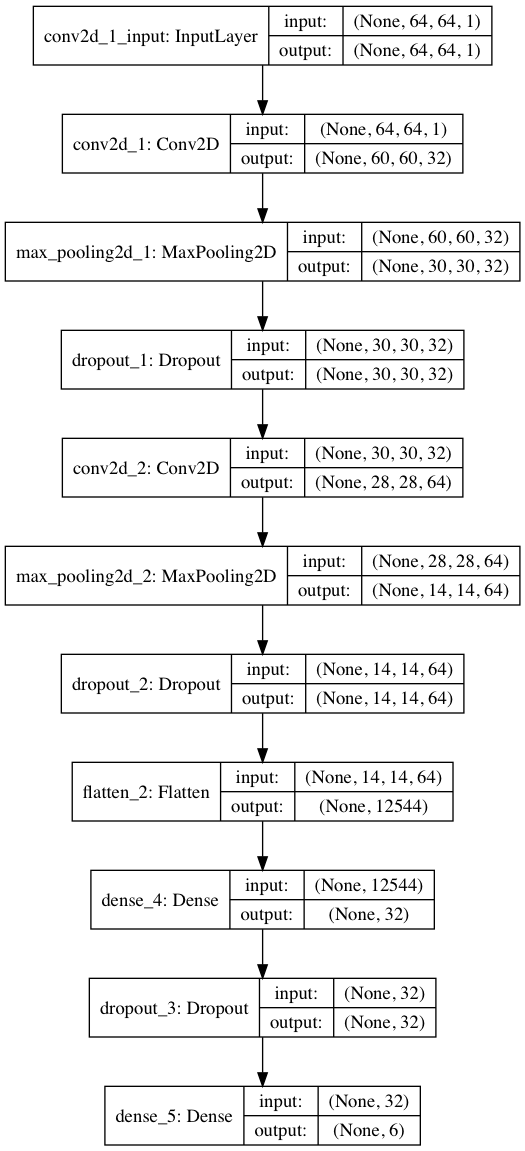 conv2d_1_input: InputLayer
input: (None, 64, 64, 1)
output: (None, 64, 64, 1)
conv2d_1: Conv2D
input: (None, 64, 64, 1)
output: (None, 60, 60, 32)
max_pooling2d_1: MaxPooling2D
input: (None, 60, 60, 32)
output: (None, 30, 30, 32)
dropout_1: Dropout
input: (None, 30, 30, 32)
output: (None, 30, 30, 32)
conv2d_2: Conv2D
input: (None, 30, 30, 32)
output: (None, 28, 28, 64)
max_pooling2d_2: MaxPooling2D
input: (None, 28, 28, 64)
output: (None, 14, 14, 64)
dropout_2: Dropout
input: (None, 14, 14, 64)
output: (None, 14, 14, 64)
flatten_2: Flatten
input: (None, 14, 14, 64)
output: (None, 12544)
dense_4: Dense
input: (None, 12544)
output: (None, 32)
dropout_3: Dropout
input: (None, 32)
output: (None, 32)
dense_5: Dense
input: (None, 32)
output: (None, 6)